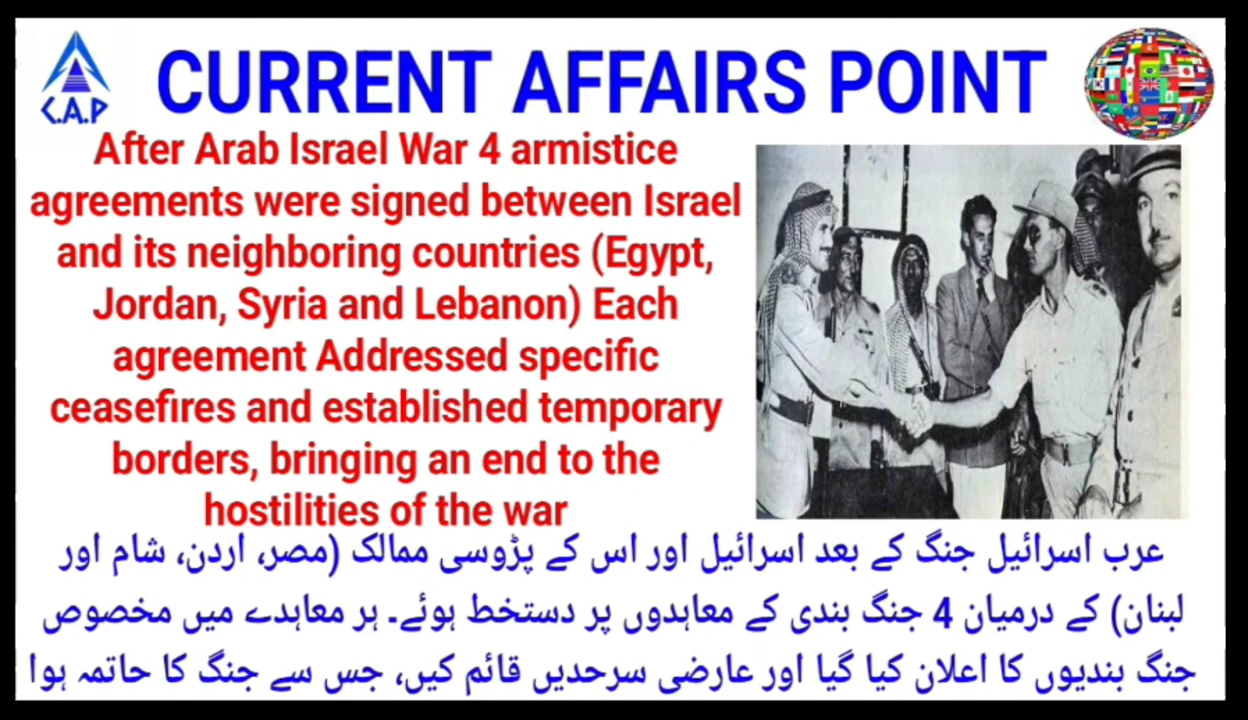 C.A.P
CURRENT AFFAIRS POINT
After Arab Israel War 4 armistice
agreements were signed between Israel
and its neighboring countries (Egypt,
Jordan, Syria and Lebanon) Each
agreement Addressed specific
ceasefires and established temporary
borders, bringing an end to the
hostilities of the war
عرب اسرائیل جنگ کے بعد اسرائیل اور اس کے پڑوسی ممالک (مصر، اردن، شام اور
لبنان) کے درمیان 4 جنگ بندی کے معاہدوں پر دستخط ہوئے۔ ہر معاہدے میں مخصوص
جنگ بندیوں کا اعلان کیا گیا اور عارضی سرحدیں قائم کیں، جس سے جنگ کا حاتمہ ہوا